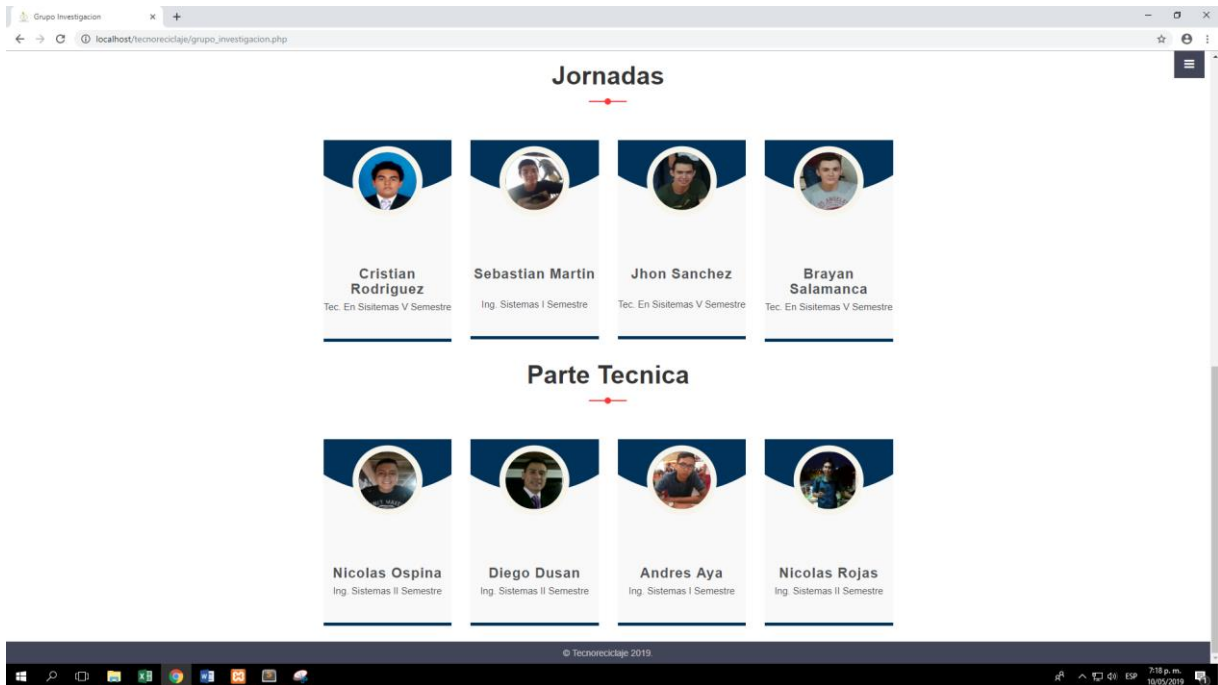 Grupo Investigacion
localhost/tecnoreciclaje/grupo_investigacion.php
Jornadas
Cristian
Rodriguez
Tec. En Sisitemas V Semestre
Sebastian Martin
Ing. Sistemas I Semestre
Jhon Sanchez
Tec. En Sisitemas V Semestre
Brayan
Salamanca
Tec. En Sisitemas V Semestre
Parte Tecnica
Nicolas Ospina
Ing. Sistemas II Semestre
Diego Dusan
Ing. Sistemas II Semestre
Andres Aya
Ing. Sistemas I Semestre
Nicolas Rojas
Ing. Sistemas II Semestre
© Tecnoreciclaje 2019.
ESP
7:18 p. m.
10/05/2019